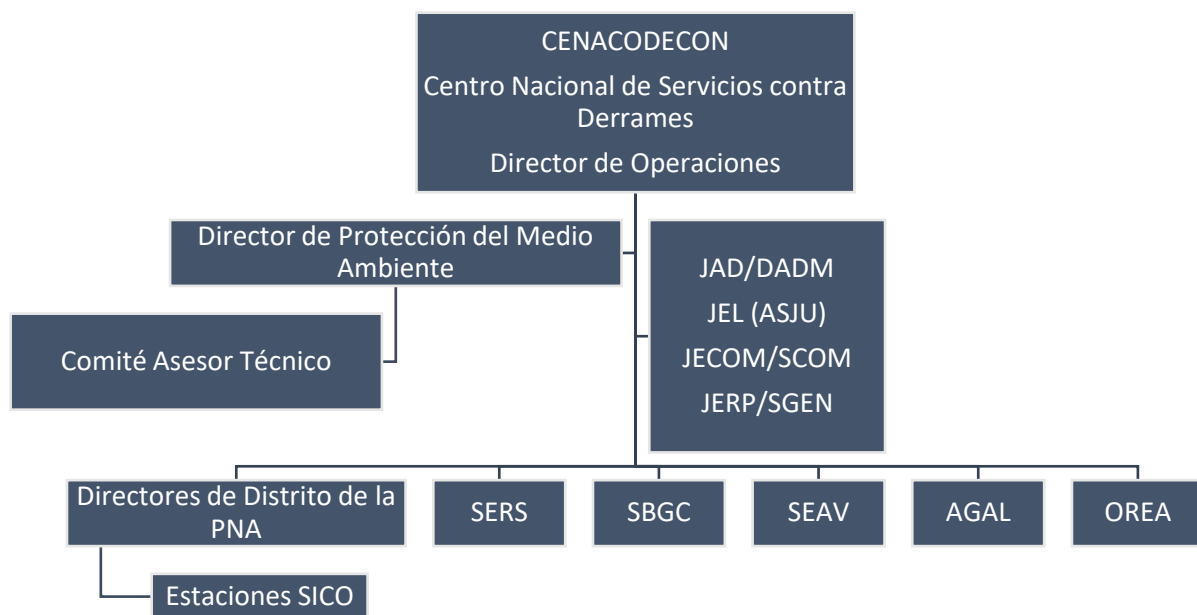 CENACODECON
Centro Nacional de Servicios contra
Derrames
Director de Operaciones
Director de Protección del Medio
Ambiente
JAD/DADM
JEL (ASJU)
JECOM/SCOM
JERP/SGEN
Comité Asesor Técnico
Directores de Distrito de la
PNA
SERS
SBGC
SEAV
AGAL
OREA
Estaciones SICO